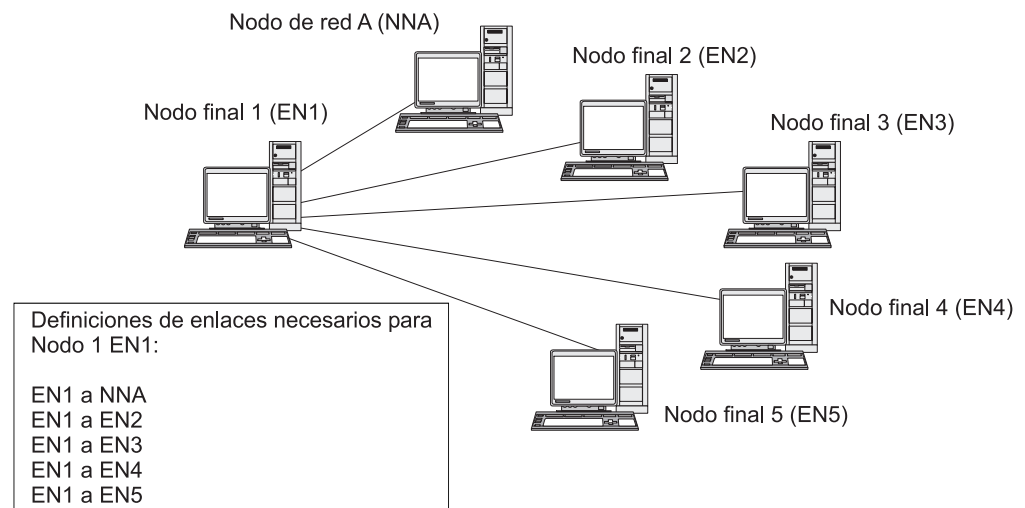 Nodo de red A (NNA)
Nodo final 2 (EN2)
Nodo final 1 (EN1)
Nodo final 3 (EN3)
Nodo final 4 (EN4)
Nodo final 5 (EN5)
Definiciones de enlaces necesarios para
Nodo 1 EN1:
EN1 a NNA
EN1 a EN2
EN1 a EN3
EN1 a EN4
EN1 a EN5